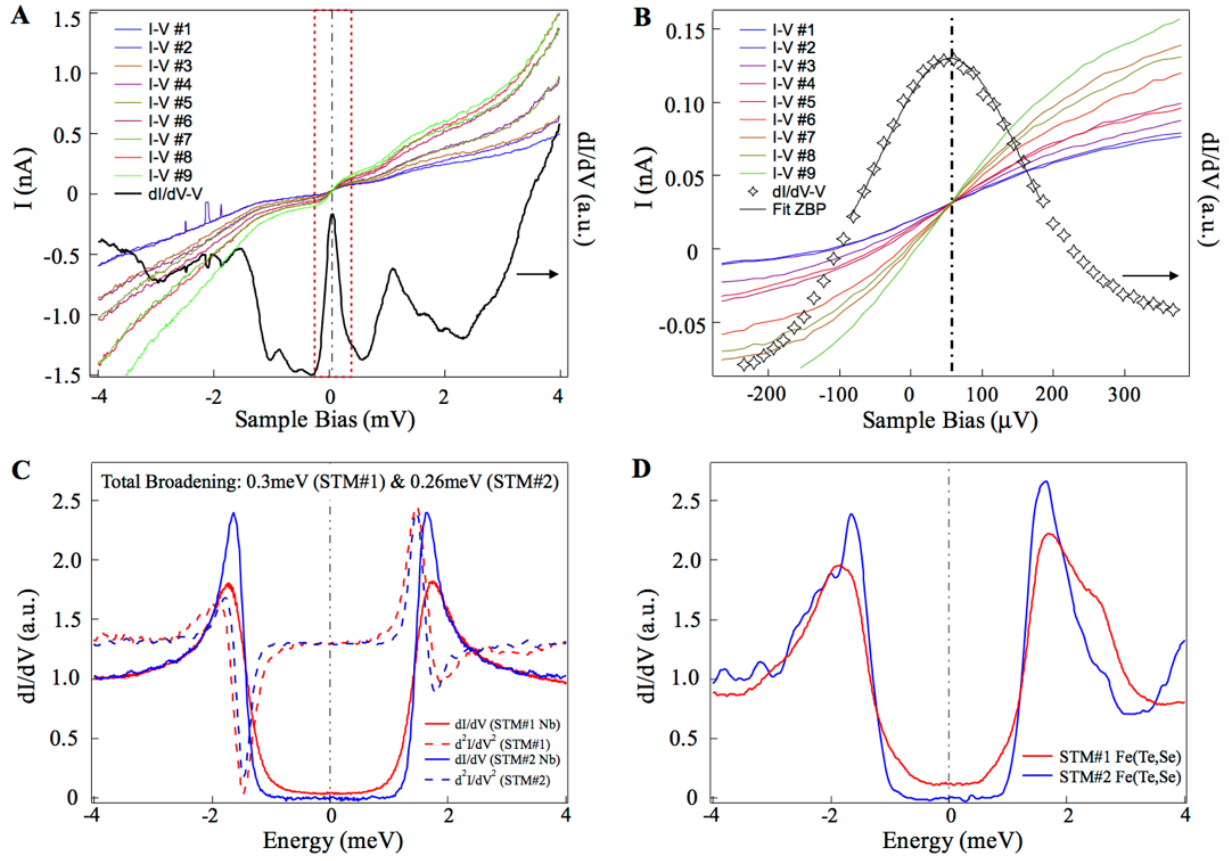 A
I-V #1
I-V #2
I-V #3
I-V #4
I-V #5
I-V #6
I-V #7
I-V #8
I-V #9
dI/dV-V
1.5
1.0
0.5
0
-0.5
-1.0
-1.5
I (nA)
dI/dV (a.u.)
-4
-2
0
2
4
Sample Bias (mV)
B
I-V #1
I-V #2
I-V #3
I-V #4
I-V #5
I-V #6
I-V #7
I-V #8
I-V #9
dI/dV-V
Fit ZBP
0.15
0.10
0.05
0
-0.05
I (nA)
dI/dV (a.u.)
-200
-100
0
100
200
300
Sample Bias (μV)
C
Total Broadening: 0.3meV (STM#1) & 0.26meV (STM#2)
2.5
2.0
1.5
1.0
0.5
0
dI/dV (a.u.)
dI/dV (STM#1 Nb)
d²I/dV² (STM#1)
dI/dV (STM#2 Nb)
d²I/dV² (STM#2)
-4
-2
0
2
4
Energy (meV)
D
2.5
2.0
1.5
1.0
0.5
0
dI/dV (a.u.)
STM#1 Fe(Te,Se)
STM#2 Fe(Te,Se)
-4
-2
0
2
4
Energy (meV)